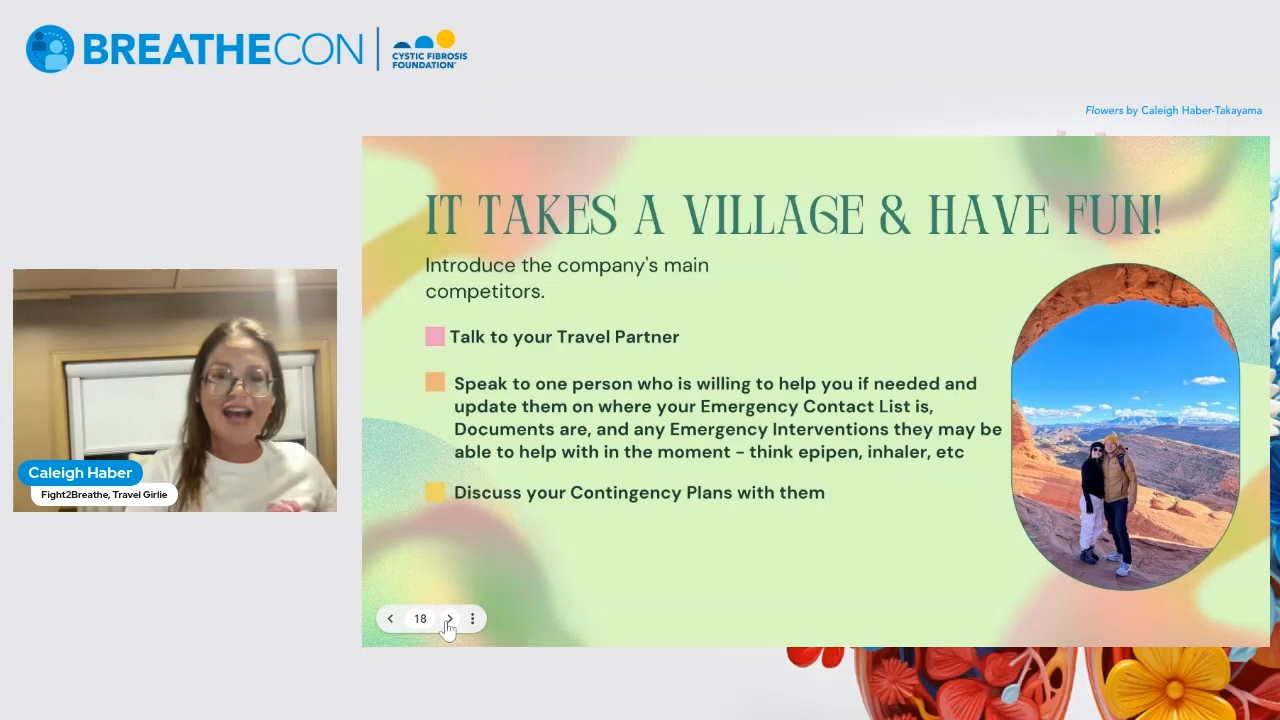 BREATHECON
CYSTIC FIBROSIS
FOUNDATION
Flowers by Caleigh Haber-Takayama
IT TAKES A VILLAGE & HAVE FUN!
Introduce the company's main
competitors.
Talk to your Travel Partner
Speak to one person who is willing to help you if needed and
update them on where your Emergency Contact List is,
Documents are, and any Emergency Interventions they may be
able to help with in the moment - think epipen, inhaler, etc
Discuss your Contingency Plans with them
Caleigh Haber
Fight2Breathe, Travel Girlie
18